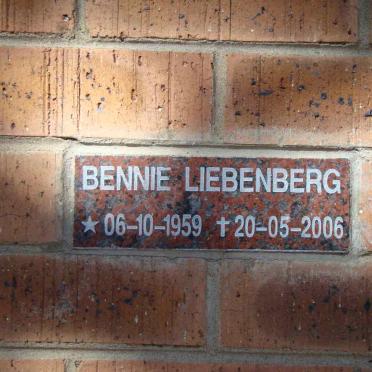 BENNIE LIEBENBERG
★ 06-10-1959 ✝ 20-05-2006